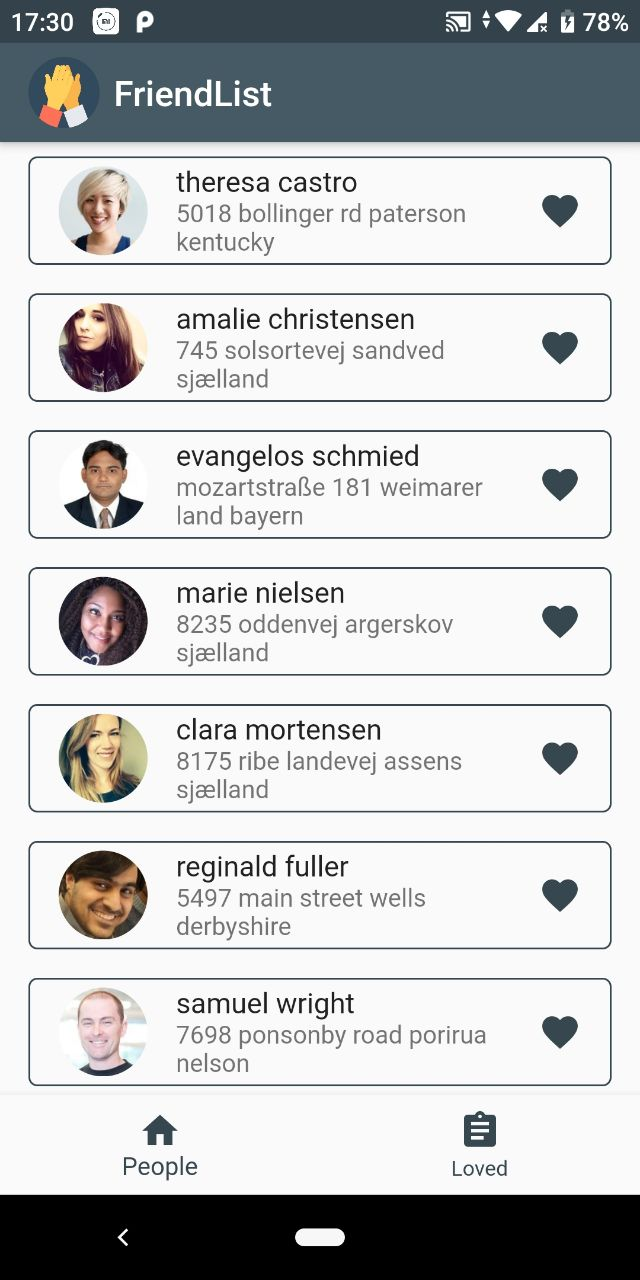 17:30 78%
FriendList
theresa castro
5018 bollinger rd paterson
kentucky
amalie christensen
745 solsortevej sandved
sjælland
evangelos schmied
mozartstraße 181 weimarer
land bayern
marie nielsen
8235 oddenvej argerskov
sjælland
clara mortensen
8175 ribe landevej assens
sjælland
reginald fuller
5497 main street wells
derbyshire
samuel wright
7698 ponsonby road porirua
nelson
People Loved